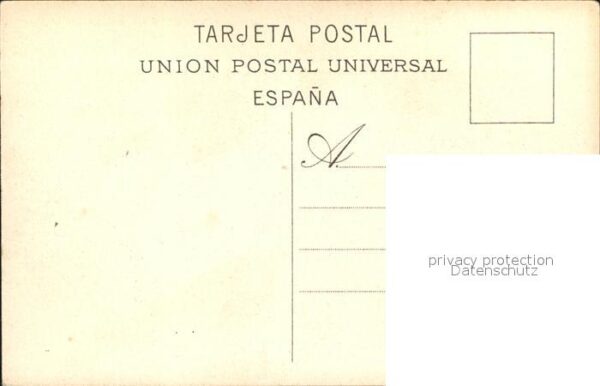 TARJETA POSTAL
UNION POSTAL UNIVERSAL
ESPAÑA
A.
privacy protection
Datenschutz